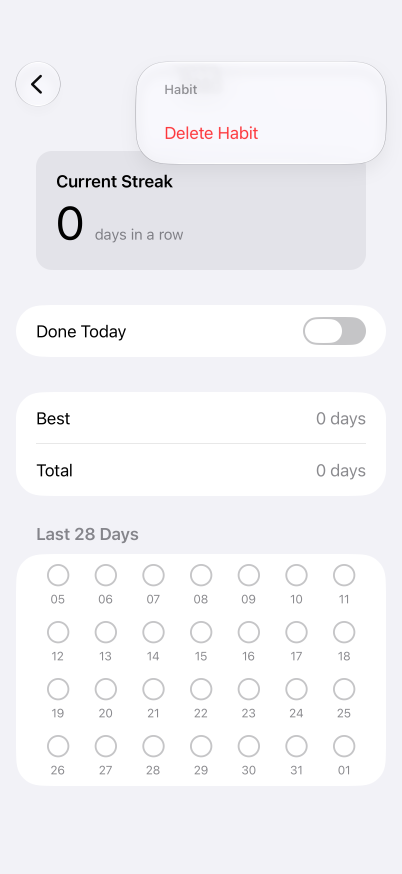 Habit
Delete Habit
Current Streak
0 days in a row
Done Today
Best 0 days
Total 0 days
Last 28 Days
05 06 07 08 09 10 11
12 13 14 15 16 17 18
19 20 21 22 23 24 25
26 27 28 29 30 31 01